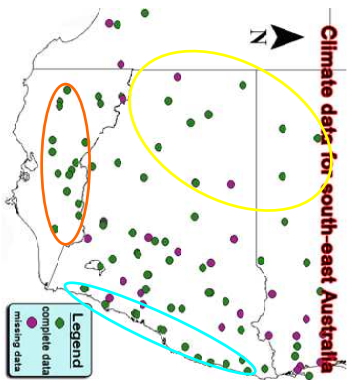 Climate data for south-east Australia
N
Legend
complete data
missing data